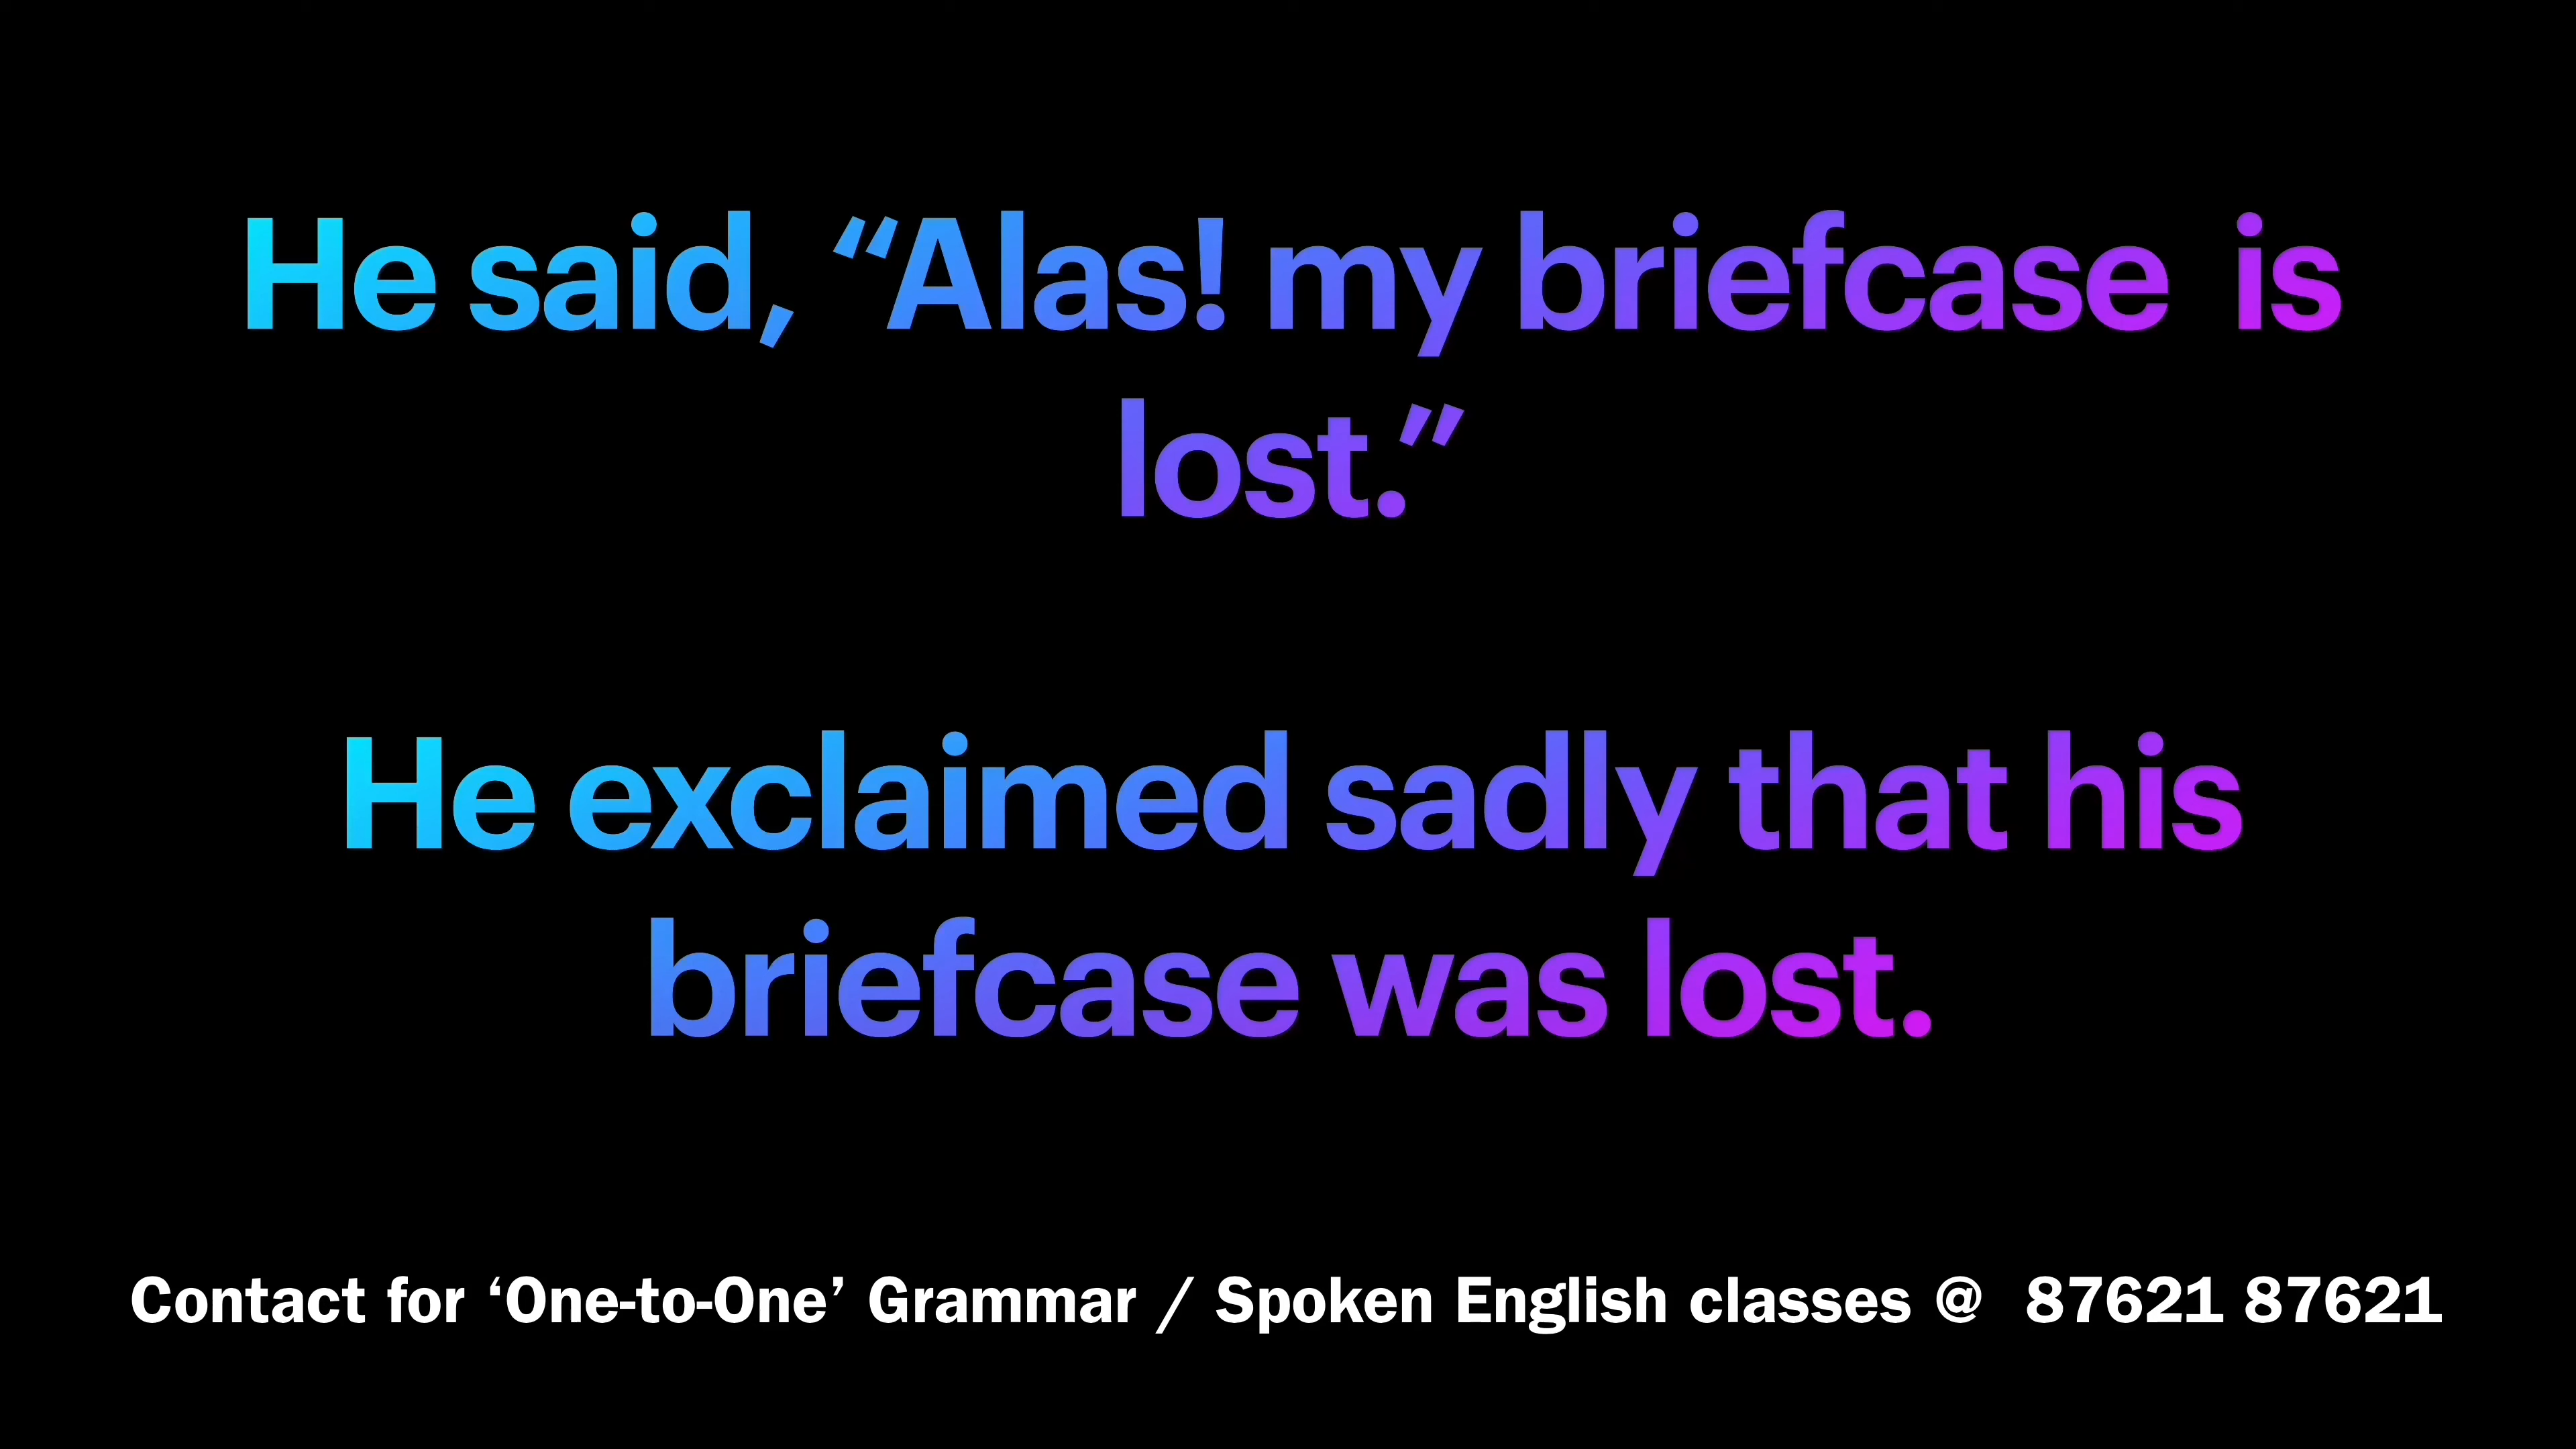 He said, “Alas! my briefcase  is
lost.”
He exclaimed sadly that his
briefcase was lost.
Contact for ‘One-to-One’ Grammar / Spoken English classes @  87621 87621